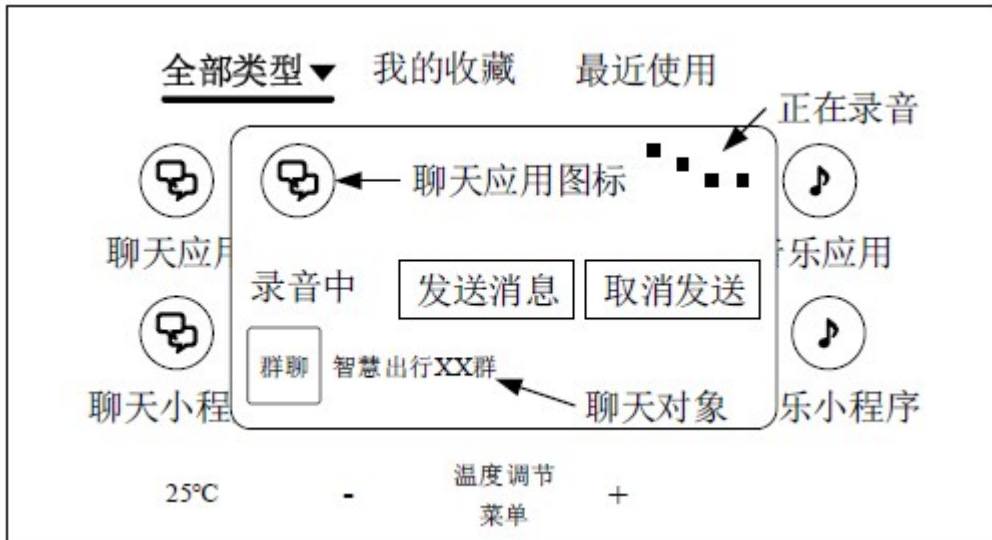 全部类型▼ 我的收藏 最近使用
正在录音
聊天应用图标
聊天应用 音乐应用
录音中 发送消息 取消发送
群聊 智慧出行XX群
聊天小程 聊天对象 乐小程序
25℃ - 温度调节 +
菜单